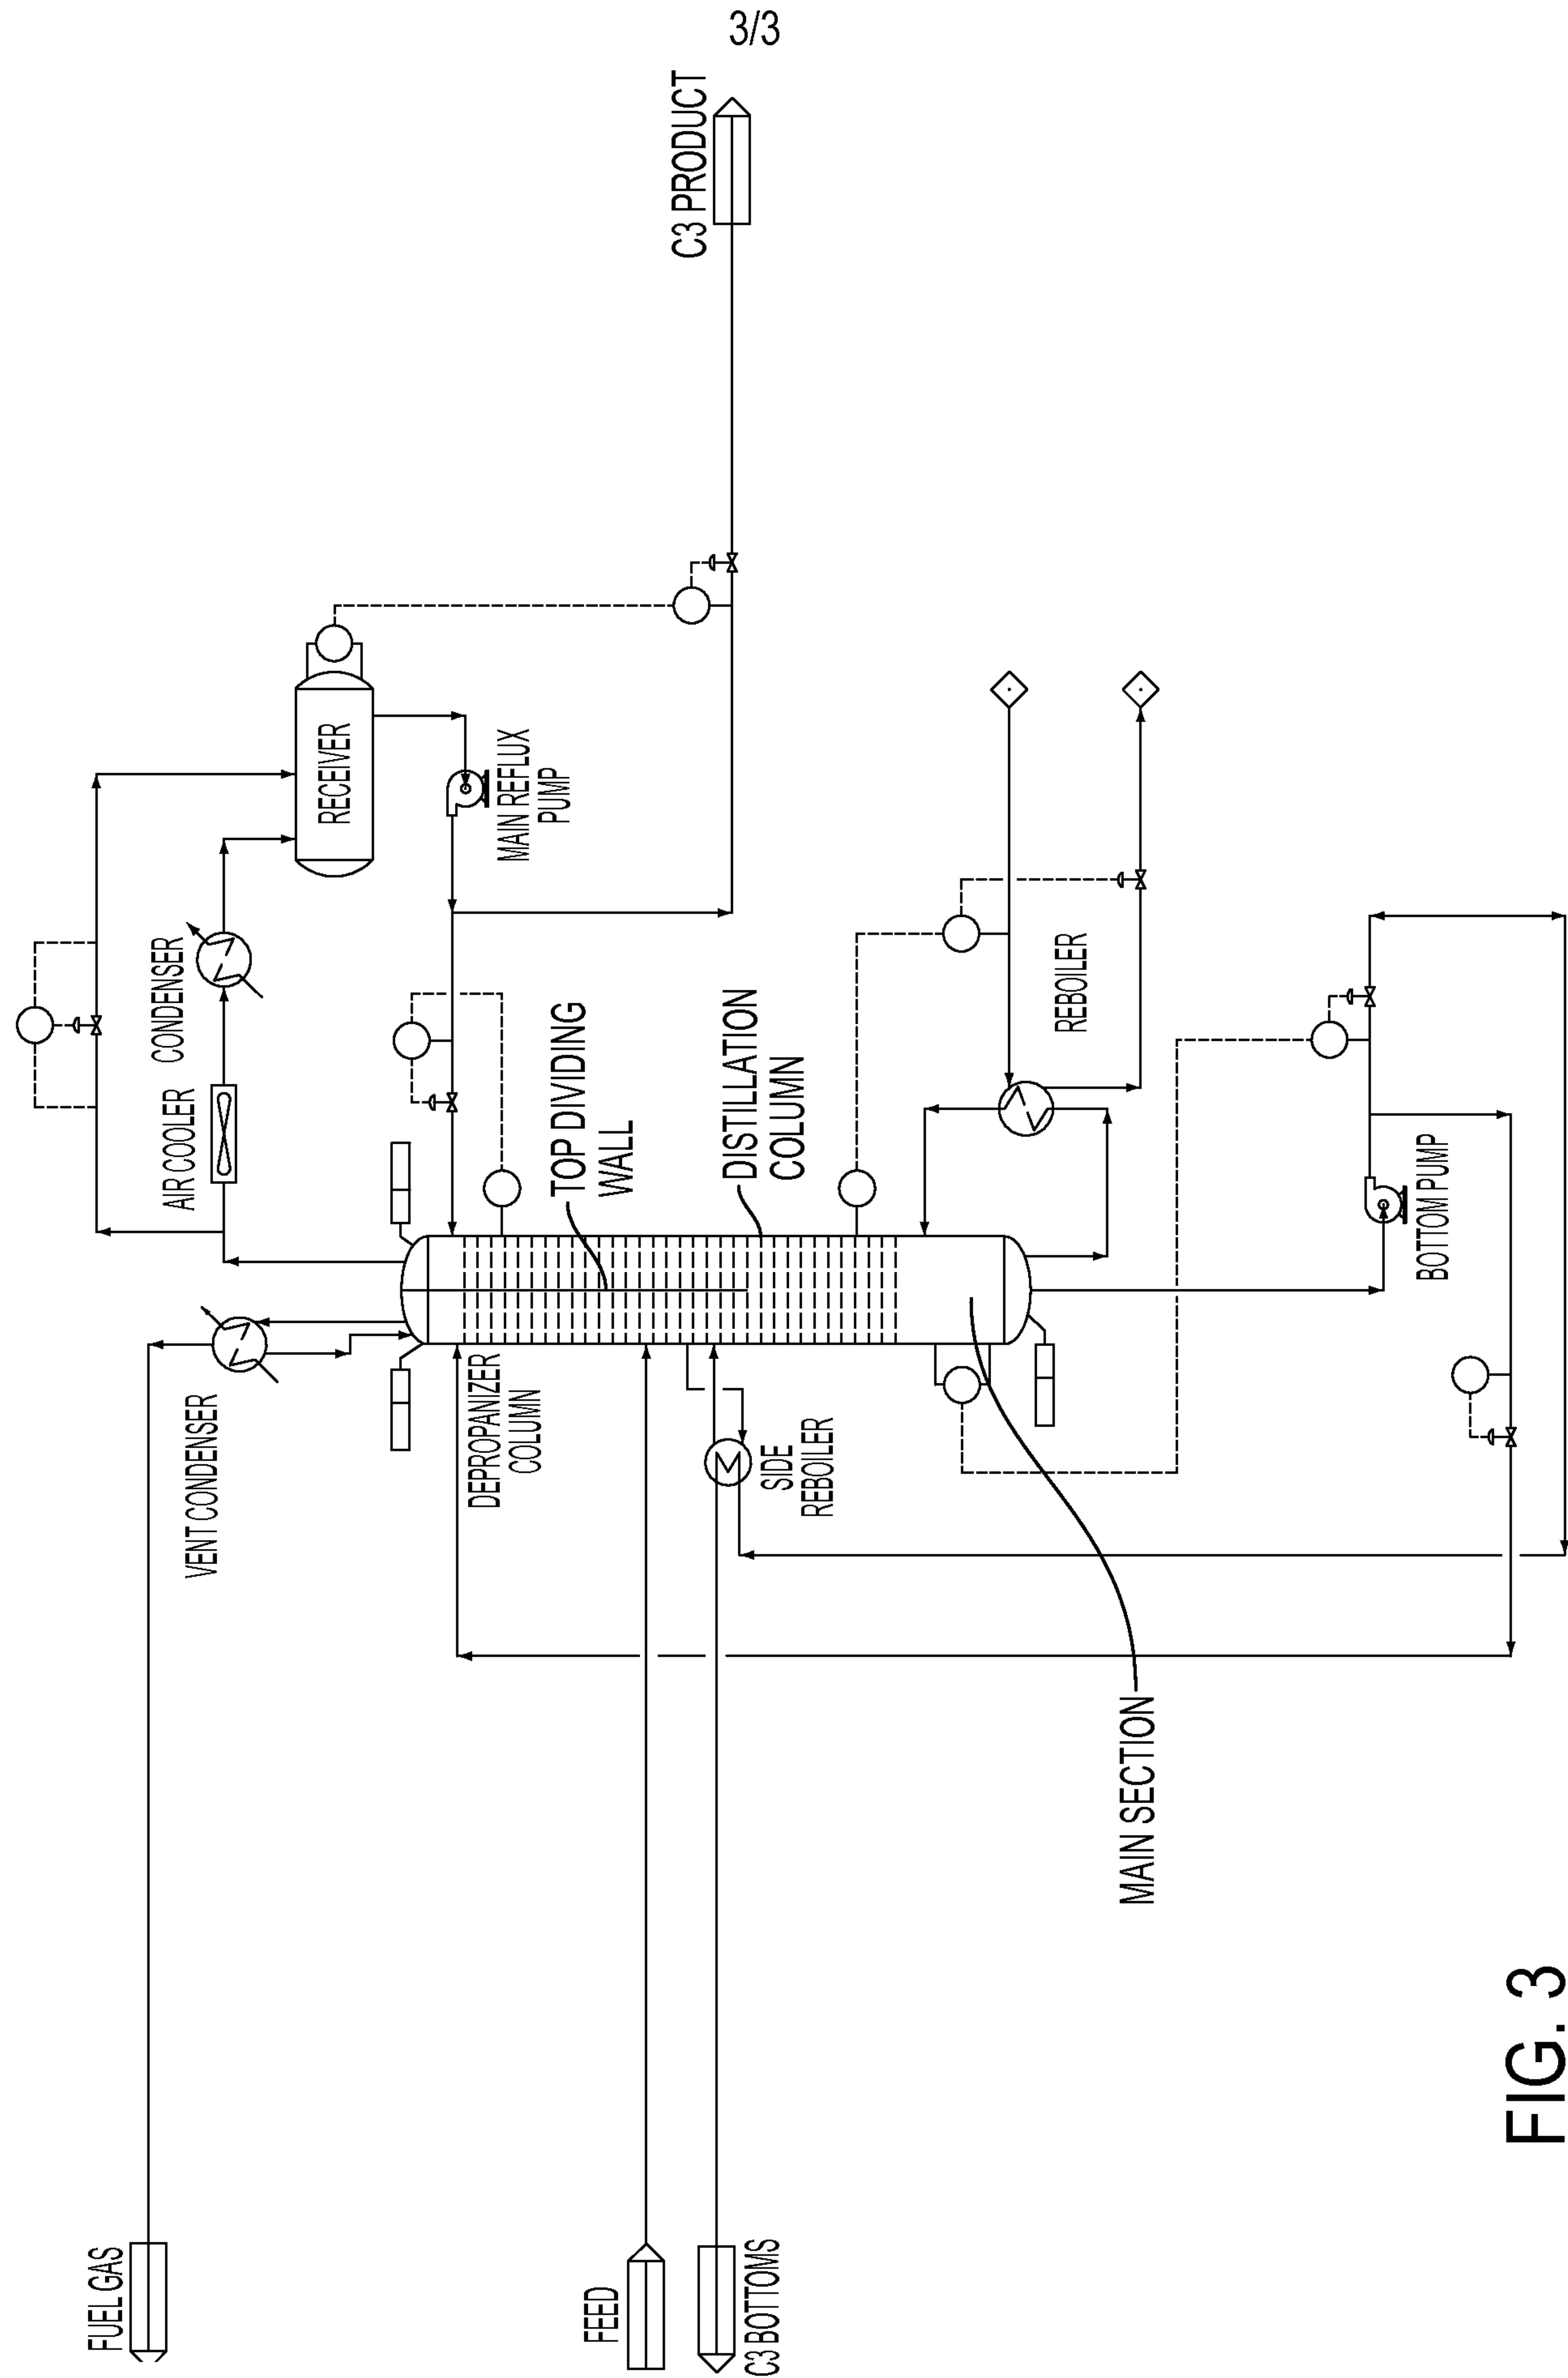 3/3
FUEL GAS
VENT CONDENSER
AIR COOLER
CONDENSER
RECEIVER
MAIN REFLUX
PUMP
C3 PRODUCT
DEPROPANIZER
COLUMN
TOP DIVIDING
WALL
DISTILLATION
COLUMN
FEED
C3 BOTTOMS
SIDE
REBOILER
REBOILER
MAIN SECTION
BOTTOM PUMP
FIG. 3